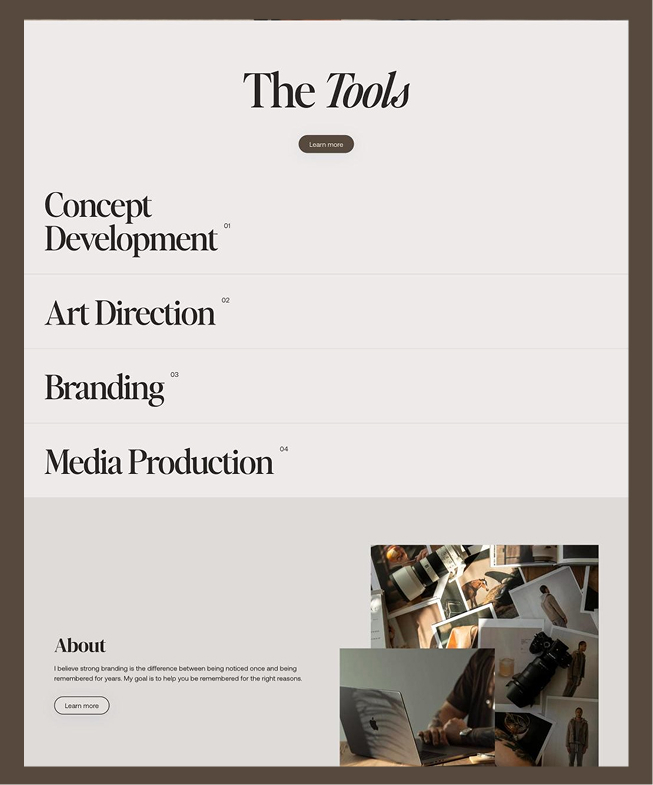 The Tools
Learn more
Concept
Development 01
Art Direction 02
Branding 03
Media Production 04
About
I believe strong branding is the difference between being noticed once and being
remembered for years. My goal is to help you be remembered for the right reasons.
Learn more